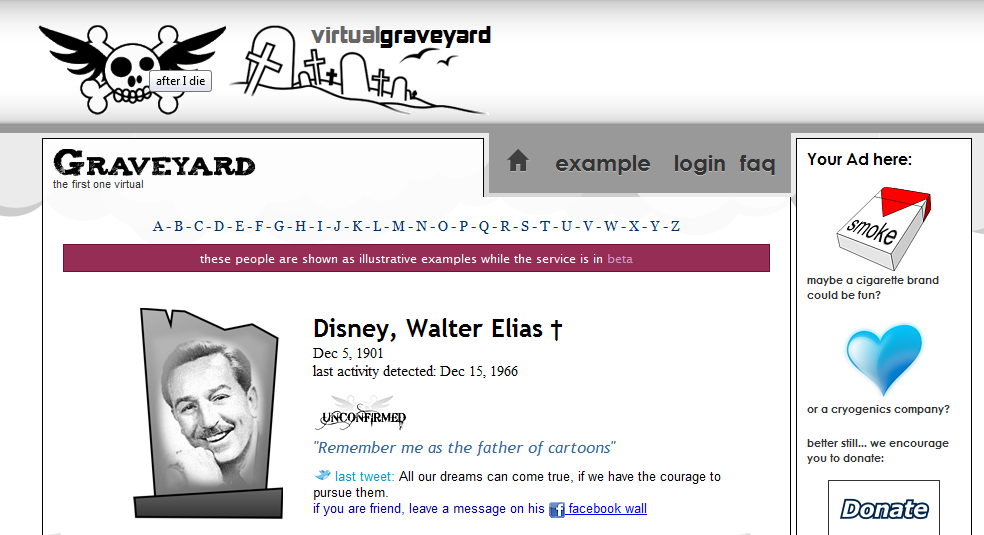 virtualgraveyard
after I die
Graveyard
the first one virtual
example login faq
A - B - C - D - E - F - G - H - I - J - K - L - M - N - O - P - Q - R - S - T - U - V - W - X - Y - Z
these people are shown as illustrative examples while the service is in beta
Disney, Walter Elias †
Dec 5, 1901
last activity detected: Dec 15, 1966
UNCONFIRMED
"Remember me as the father of cartoons"
last tweet: All our dreams can come true, if we have the courage to
pursue them.
if you are friend, leave a message on his f facebook wall
Your Ad here:
smoke
maybe a cigarette brand
could be fun?
or a cryogenics company?
better still... we encourage
you to donate:
Donate